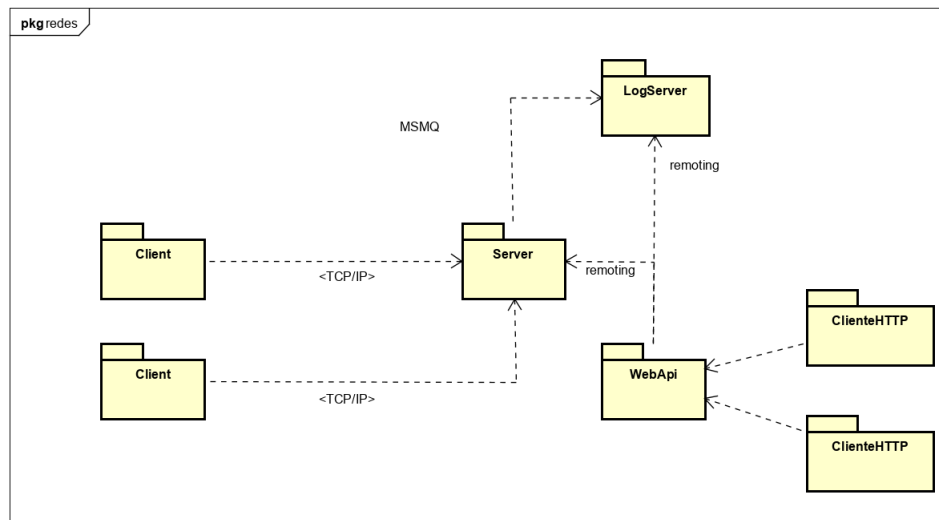 pkg redes
LogServer
MSMQ
remoting
Client
Server
<TCP/IP>
remoting
ClienteHTTP
Client
WebApi
<TCP/IP>
ClienteHTTP